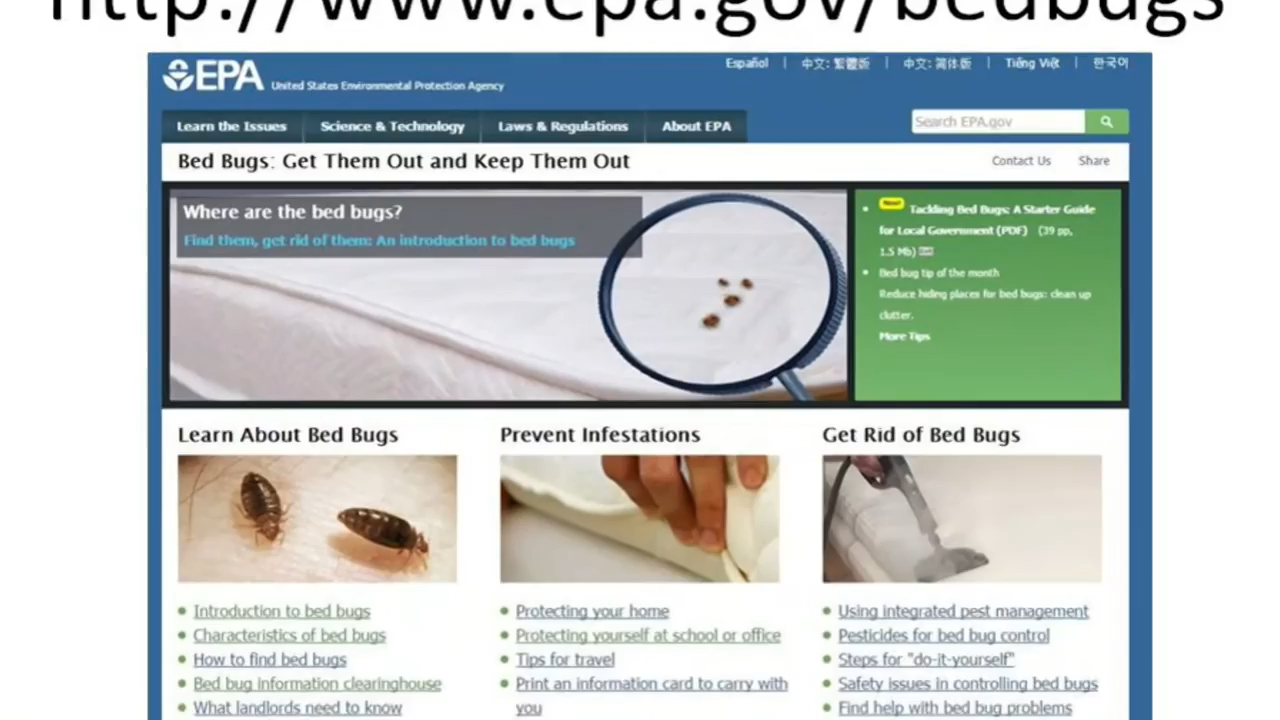 http://www.epa.gov/bedbugs
Español | 中文: 繁體版 | 中文: 简体版 | Tiếng Việt | 한국어
EPA United States Environmental Protection Agency
Learn the Issues Science & Technology Laws & Regulations About EPA
Search EPA.gov
Bed Bugs: Get Them Out and Keep Them Out
Contact Us Share
Where are the bed bugs?
Find them, get rid of them: An introduction to bed bugs
New! Tackling Bed Bugs: A Starter Guide
for Local Government (PDF) (39 pp,
1.5 Mb)
Bed bug tip of the month
Reduce hiding places for bed bugs: clean up
clutter.
More Tips
Learn About Bed Bugs
Introduction to bed bugs
Characteristics of bed bugs
How to find bed bugs
Bed bug information clearinghouse
What landlords need to know
Prevent Infestations
Protecting your home
Protecting yourself at school or office
Tips for travel
Print an information card to carry with
you
Get Rid of Bed Bugs
Using integrated pest management
Pesticides for bed bug control
Steps for "do-it-yourself"
Safety issues in controlling bed bugs
Find help with bed bug problems